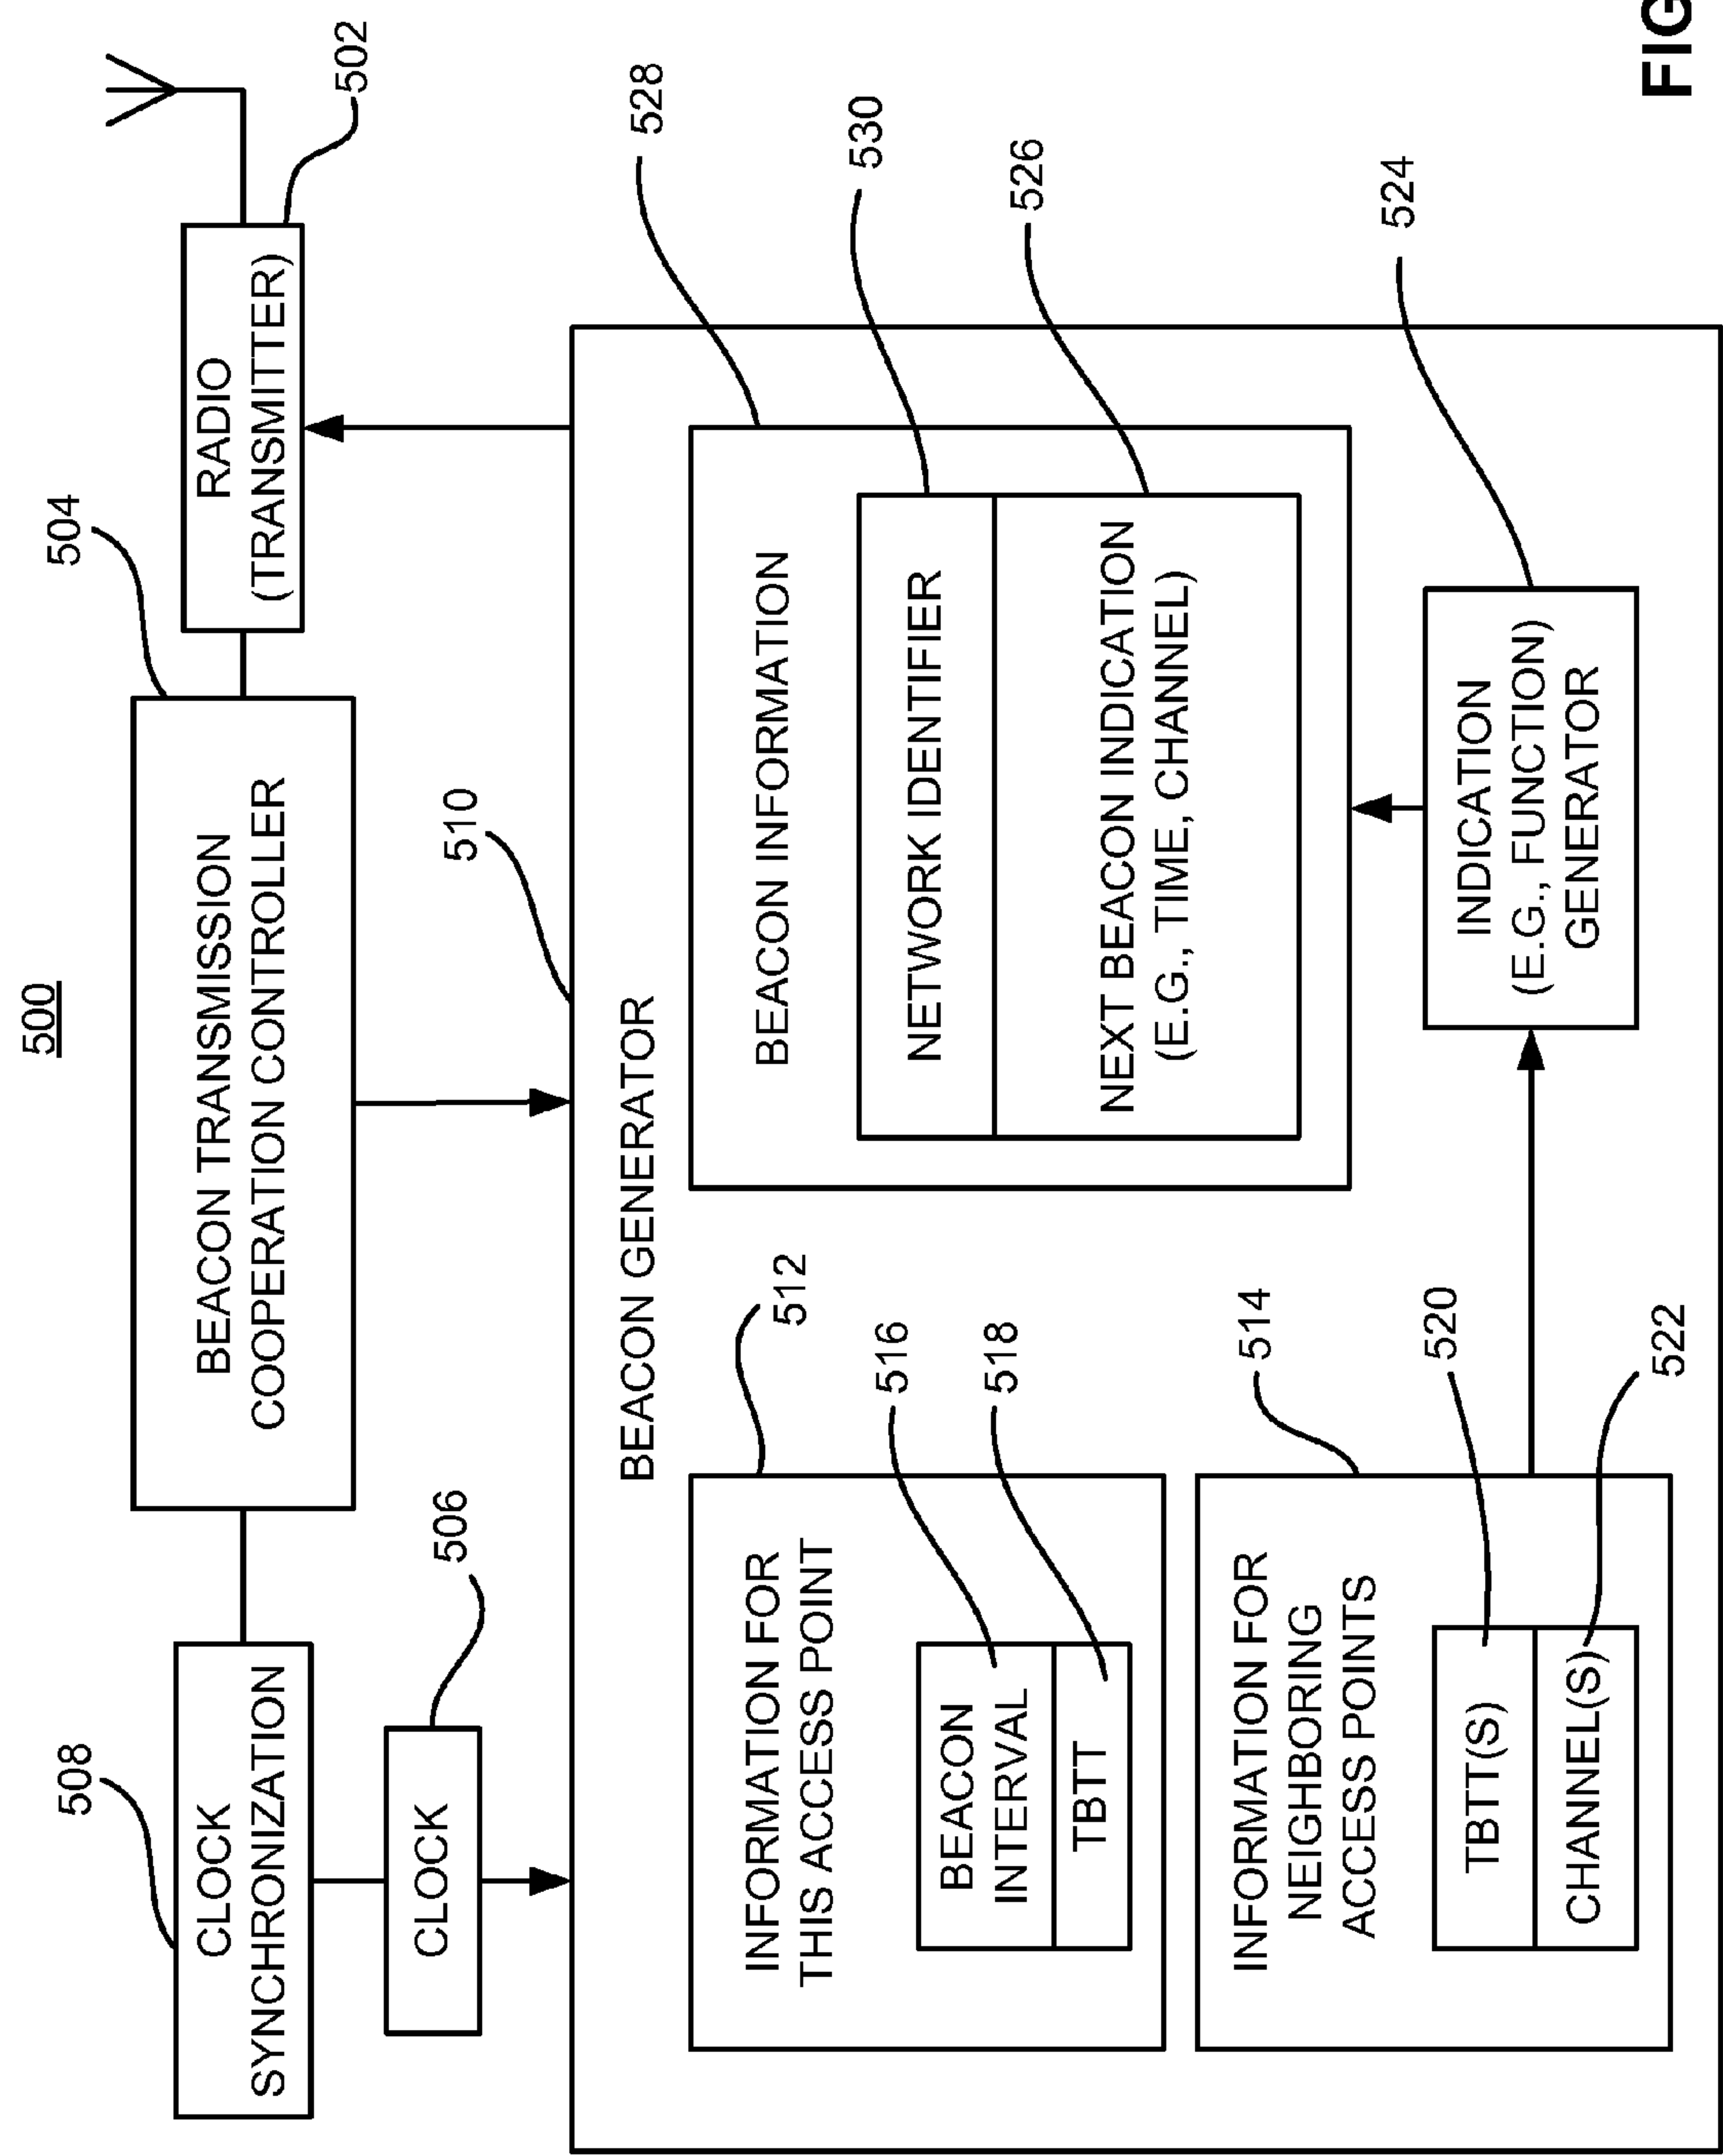 500
508
CLOCK
SYNCHRONIZATION
504
BEACON TRANSMISSION
COOPERATION CONTROLLER
RADIO
(TRANSMITTER)
502
CLOCK
506
510
BEACON GENERATOR
INFORMATION FOR
THIS ACCESS POINT
512
BEACON
INTERVAL
516
TBTT
518
INFORMATION FOR
NEIGHBORING
ACCESS POINTS
514
TBTT(S)
520
CHANNEL(S)
522
BEACON INFORMATION
528
NETWORK IDENTIFIER
530
NEXT BEACON INDICATION
(E.G., TIME, CHANNEL)
526
INDICATION
(E.G., FUNCTION)
GENERATOR
524
FIG